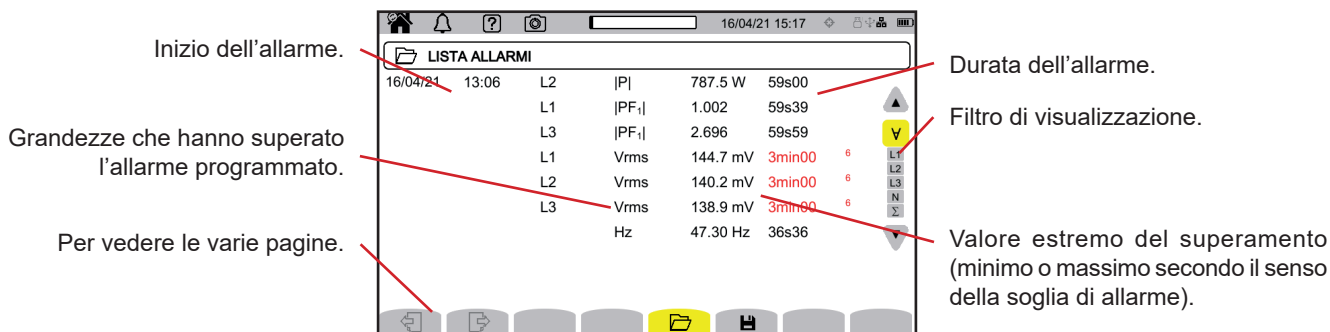 Inizio dell'allarme.
Grandezze che hanno superato
l'allarme programmato.
Per vedere le varie pagine.
16/04/21 15:17
LISTA ALLARMI
16/04/21 13:06 L2 |P| 787.5 W 59s00
L1 |PF₁| 1.002 59s39
L3 |PF₁| 2.696 59s59
L1 Vrms 144.7 mV 3min00 6
L2 Vrms 140.2 mV 3min00 6
L3 Vrms 138.9 mV 3min00 6
Hz 47.30 Hz 36s36
∀
L1
L2
L3
N
Σ
Durata dell'allarme.
Filtro di visualizzazione.
Valore estremo del superamento
(minimo o massimo secondo il senso
della soglia di allarme).